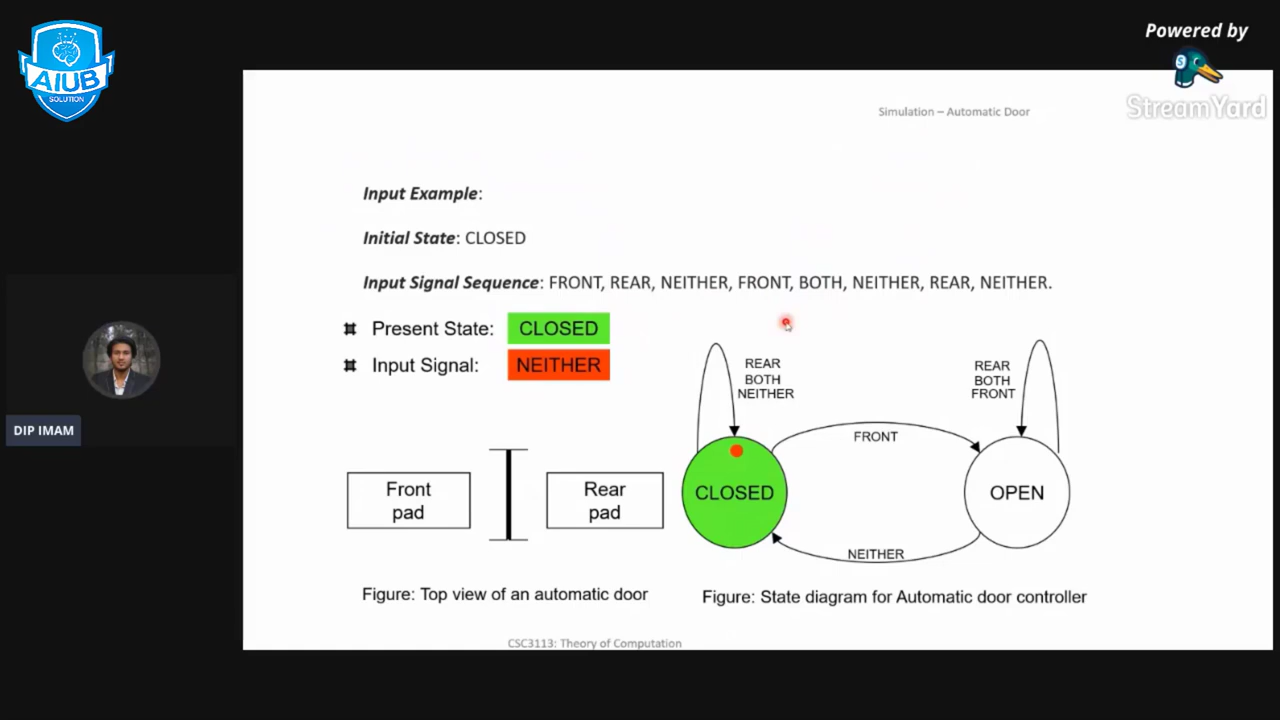 AIUB
SOLUTION
Powered by
S
StreamYard
Simulation – Automatic Door
Input Example:
Initial State: CLOSED
Input Signal Sequence: FRONT, REAR, NEITHER, FRONT, BOTH, NEITHER, REAR, NEITHER.
Present State: CLOSED
Input Signal: NEITHER
REAR
BOTH
NEITHER
REAR
BOTH
FRONT
FRONT
CLOSED
OPEN
NEITHER
Front
pad
Rear
pad
Figure: Top view of an automatic door
Figure: State diagram for Automatic door controller
CSC3113: Theory of Computation
DIP IMAM